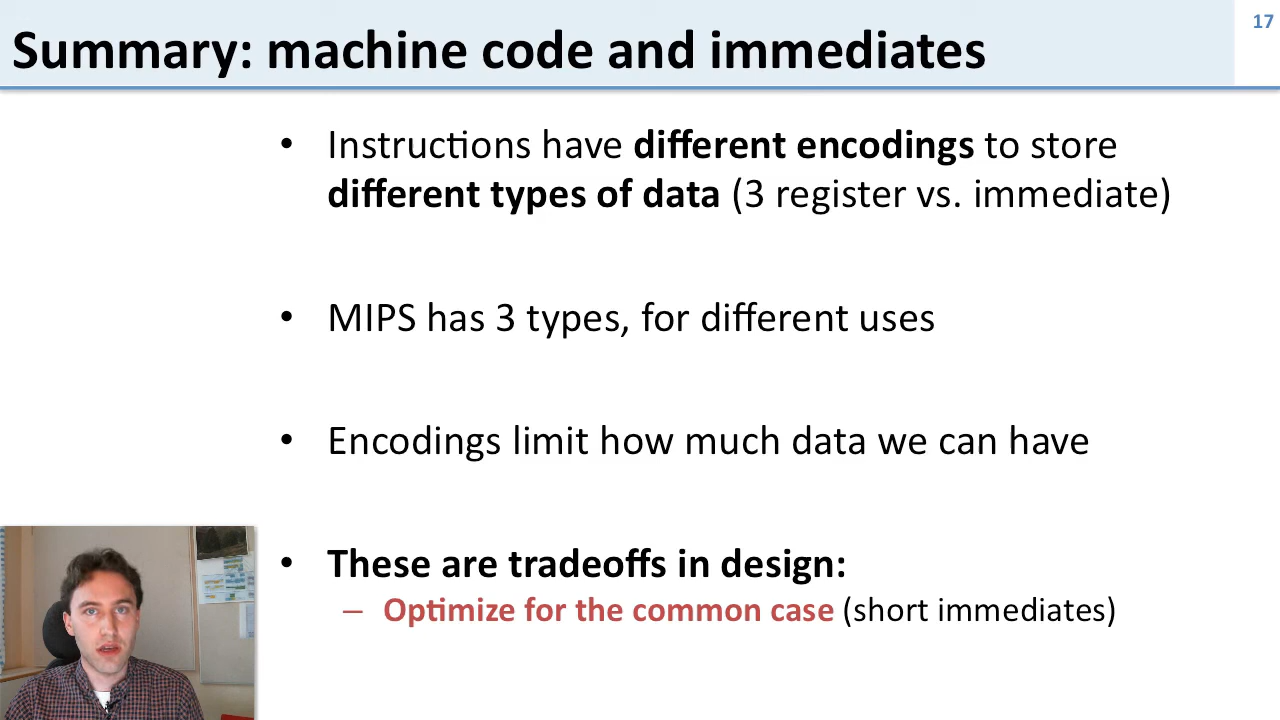 Summary: machine code and immediates
17
• Instructions have different encodings to store
different types of data (3 register vs. immediate)
• MIPS has 3 types, for different uses
• Encodings limit how much data we can have
• These are tradeoffs in design:
– Optimize for the common case (short immediates)